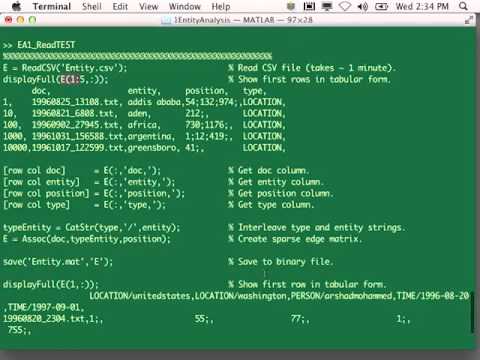 Terminal Shell Edit View Window Help
Wed 2:34 PM
1EntityAnalysis — MATLAB — 97×28
>> EA1_ReadTEST
%%%%%%%%%%%%%%%%%%%%%%%%%%%%%%%%%%%%%%%%%%%%%%%%%%%%%%%%%%%%
E = ReadCSV('Entity.csv'); % Read CSV file (takes ~ 1 minute).
displayFull(E(1:5,:)); % Show first rows in tabular form.
doc, entity, position, type,
1, 19960825_13108.txt, addis ababa,54;132;974;,LOCATION,
10, 19960821_6808.txt, aden, 212;, LOCATION,
100, 19960902_27945.txt, africa, 730;1176;, LOCATION,
1000, 19961031_156588.txt, argentina, 1;12;419;, LOCATION,
10000,19961017_122599.txt,greensboro, 41;, LOCATION,
[row col doc] = E(:,'doc,'); % Get doc column.
[row col entity] = E(:,'entity,'); % Get entity column.
[row col position] = E(:,'position,'); % Get position column.
[row col type] = E(:,'type,'); % Get type column.
typeEntity = CatStr(type,'/',entity); % Interleave type and entity strings.
E = Assoc(doc,typeEntity,position); % Create sparse edge matrix.
save('Entity.mat','E'); % Save to binary file.
displayFull(E(1,:)); % Show first row in tabular form.
LOCATION/unitedstates,LOCATION/washington,PERSON/arshadmohammed,TIME/1996-08-20
,TIME/1997-09-01,
19960820_2304.txt,1;, 55;, 77;, 1;,
755;,